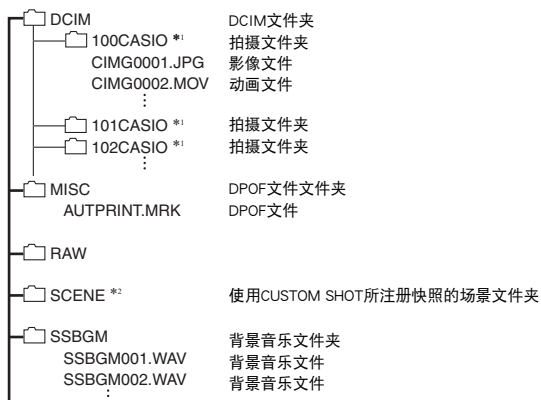 DCIM DCIM文件夹
100CASIO *1 拍摄文件夹
CIMG0001.JPG 影像文件
CIMG0002.MOV 动画文件
⋮
101CASIO *1 拍摄文件夹
102CASIO *1 拍摄文件夹
⋮
MISC DPOF文件文件夹
AUTPRINT.MRK DPOF文件
RAW
SCENE *2 使用CUSTOM SHOT所注册快照的场景文件夹
SSBGM 背景音乐文件夹
SSBGM001.WAV 背景音乐文件
SSBGM002.WAV 背景音乐文件
⋮